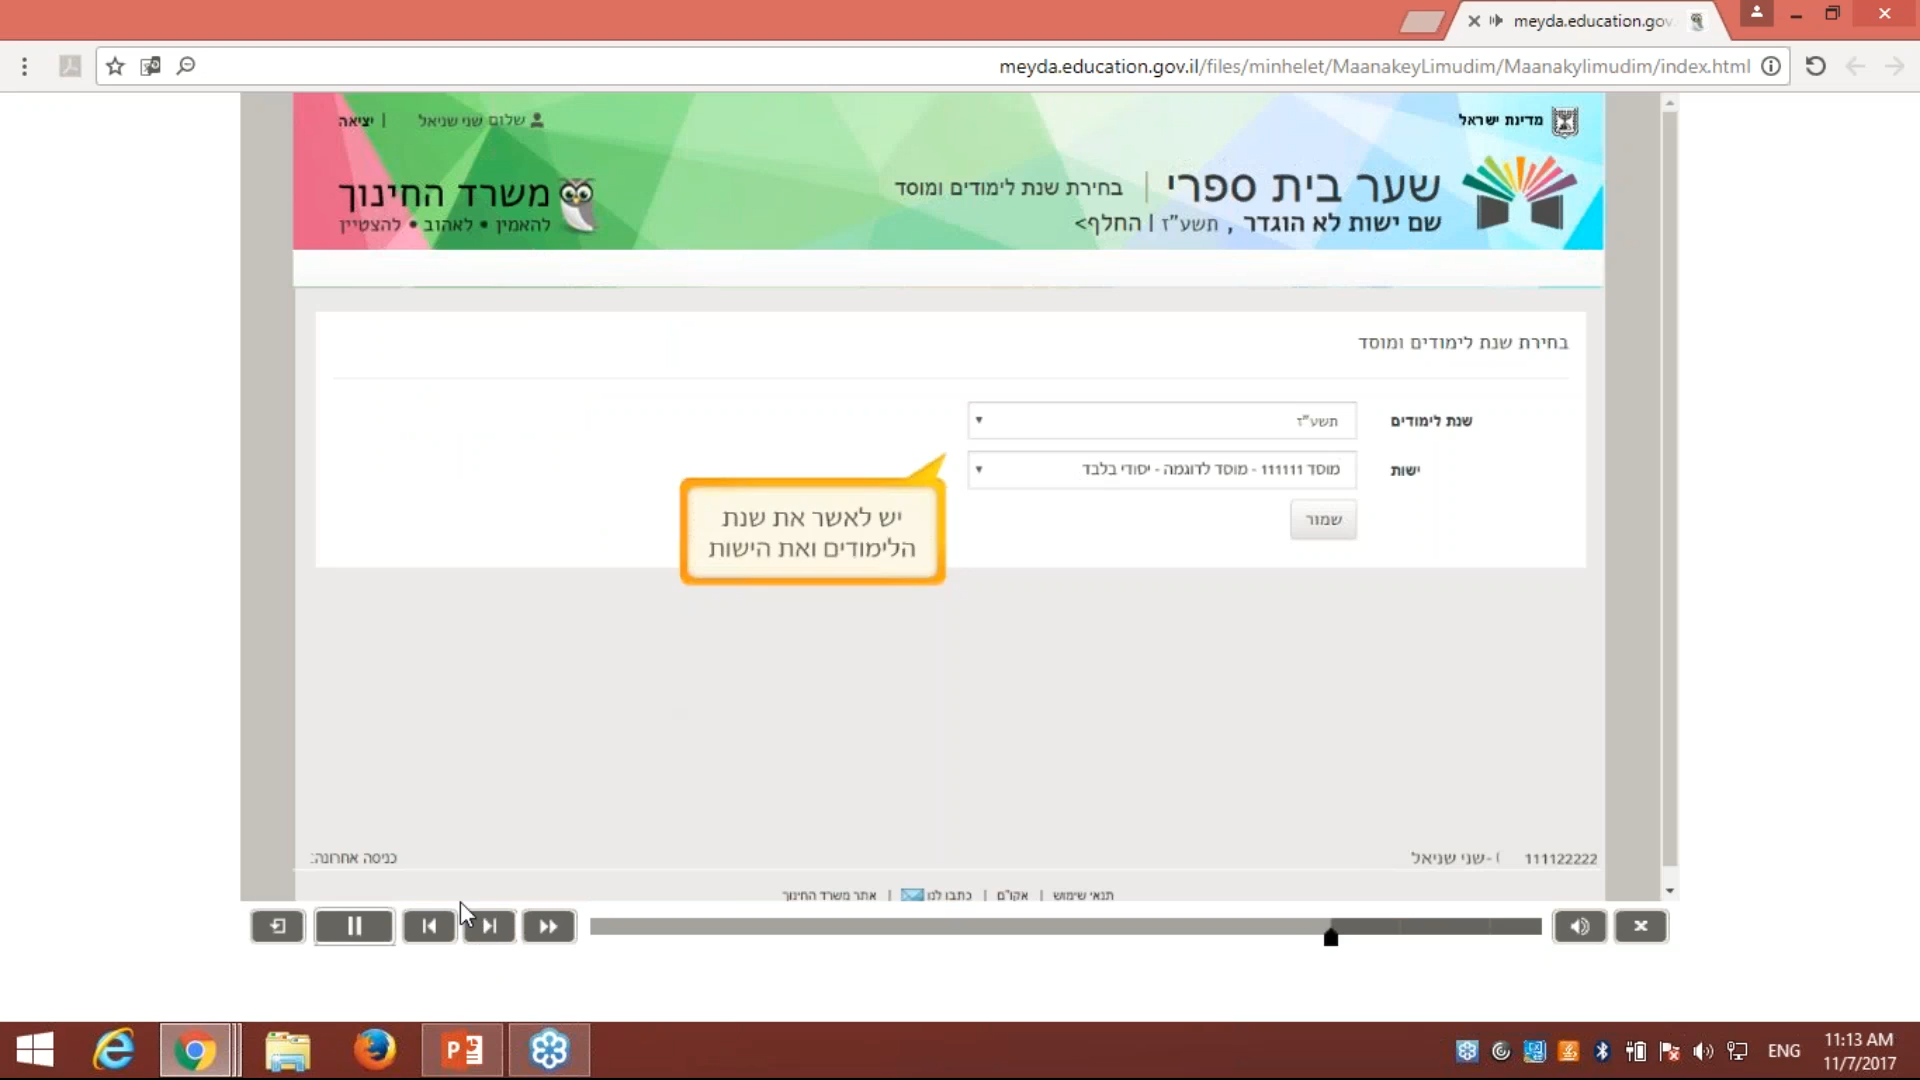 meyda.education.gov
meyda.education.gov.il/files/minhelet/MaanakeyLimudim/Maanakylimudim/index.html
מדינת ישראל
שלום שני שניאל | יציאה
שער בית ספרי | בחירת שנת לימודים ומוסד
שם ישות לא הוגדר , תשע"ז | החלף>
משרד החינוך
להאמין • לאהוב • להצטיין
בחירת שנת לימודים ומוסד
שנת לימודים
תשע"ז
ישות
מוסד 111111 - מוסד לדוגמה - יסודי בלבד
שמור
יש לאשר את שנת
הלימודים ואת הישות
111122222 )-שני שניאל
כניסה אחרונה:
תנאי שימוש | אקו"ם | כתבו לנו | אתר משרד החינוך
ENG
11:13 AM
11/7/2017